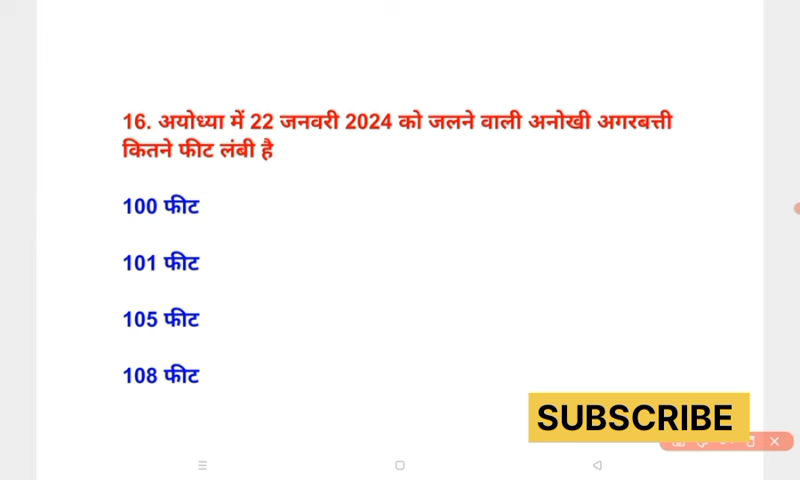 16. अयोध्या में 22 जनवरी 2024 को जलने वाली अनोखी अगरबत्ती
कितने फीट लंबी है
100 फीट
101 फीट
105 फीट
108 फीट
SUBSCRIBE